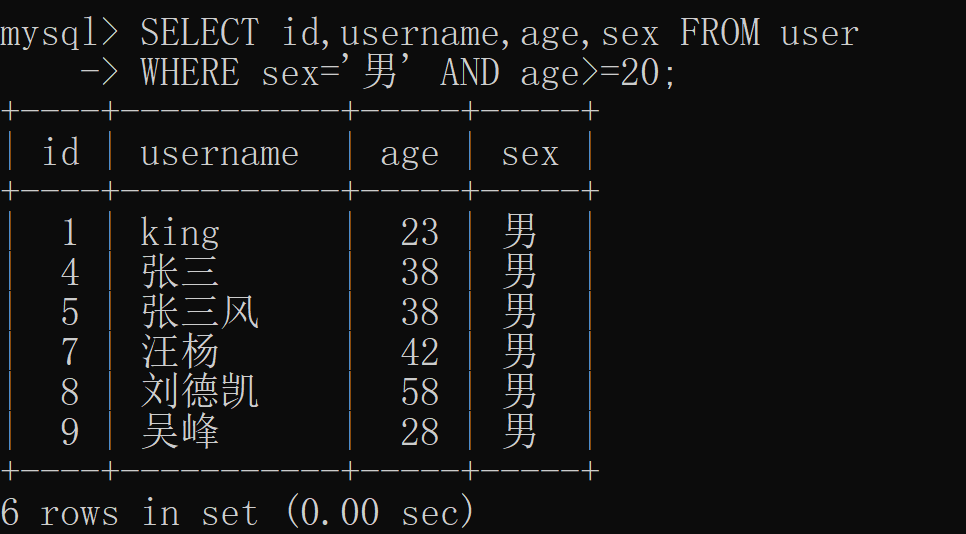 mysql> SELECT id,username,age,sex FROM user
    -> WHERE sex='男' AND age>=20;
+----+-----------+-----+-----+
| id | username  | age | sex |
+----+-----------+-----+-----+
|  1 | king      |  23 | 男  |
|  4 | 张三      |  38 | 男  |
|  5 | 张三风    |  38 | 男  |
|  7 | 汪杨      |  42 | 男  |
|  8 | 刘德凯    |  58 | 男  |
|  9 | 吴峰      |  28 | 男  |
+----+-----------+-----+-----+
6 rows in set (0.00 sec)